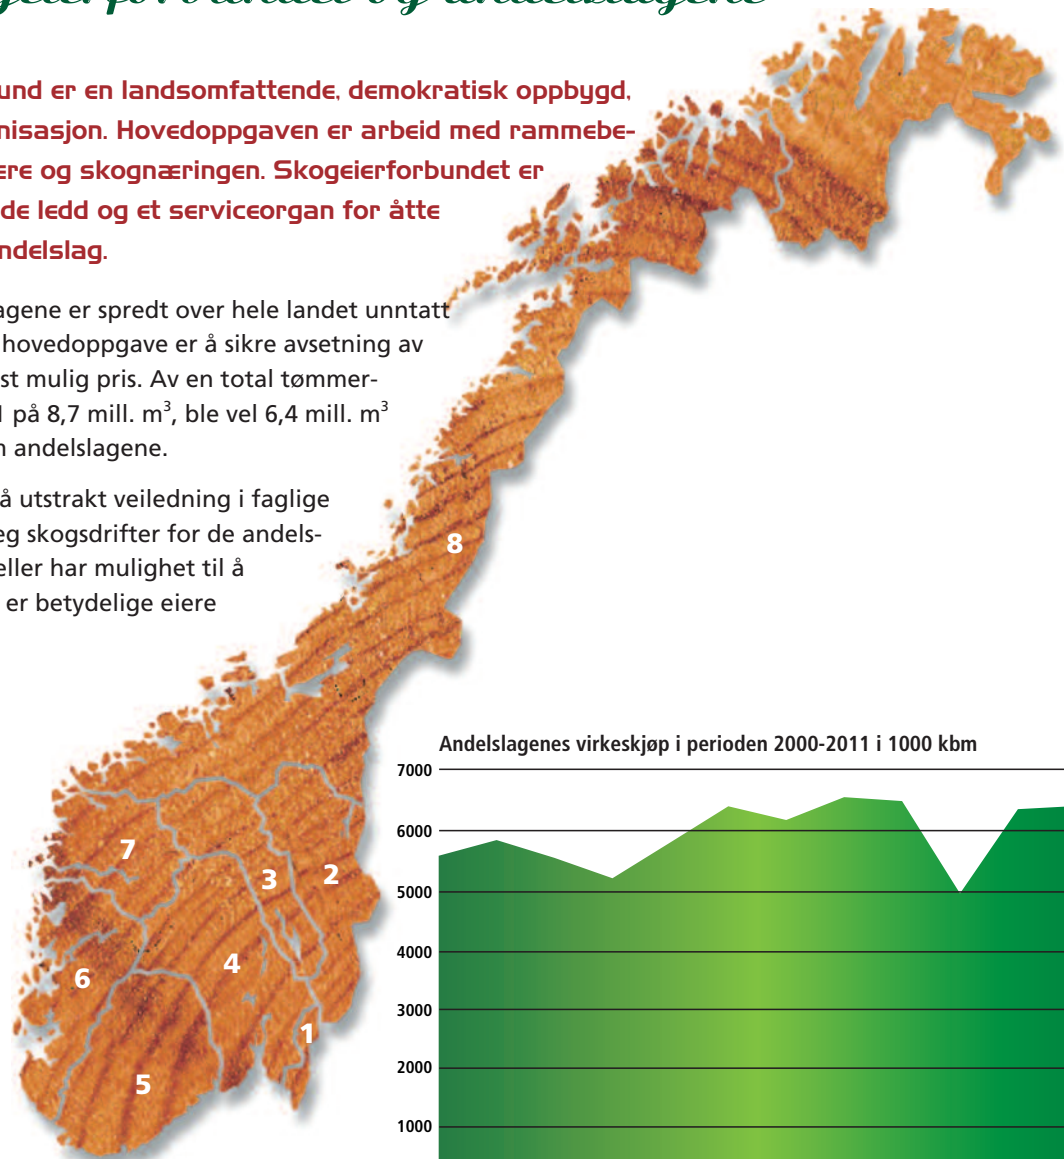 geierforbundet og andelslagene
und er en landsomfattende, demokratisk oppbygd,
nisasjon. Hovedoppgaven er arbeid med rammebe-
ere og skognæringen. Skogeierforbundet er
de ledd og et serviceorgan for åtte
ndelslag.
agene er spredt over hele landet unntatt
hovedoppgave er å sikre avsetning av
st mulig pris. Av en total tømmer-
1 på 8,7 mill. m³, ble vel 6,4 mill. m³
n andelslagene.
å utstrakt veiledning i faglige
eg skogsdrifter for de andels-
eller har mulighet til å
er betydelige eiere
8
7
3
2
4
6
1
5
Andelslagenes virkeskjøp i perioden 2000-2011 i 1000 kbm
7000
6000
5000
4000
3000
2000
1000